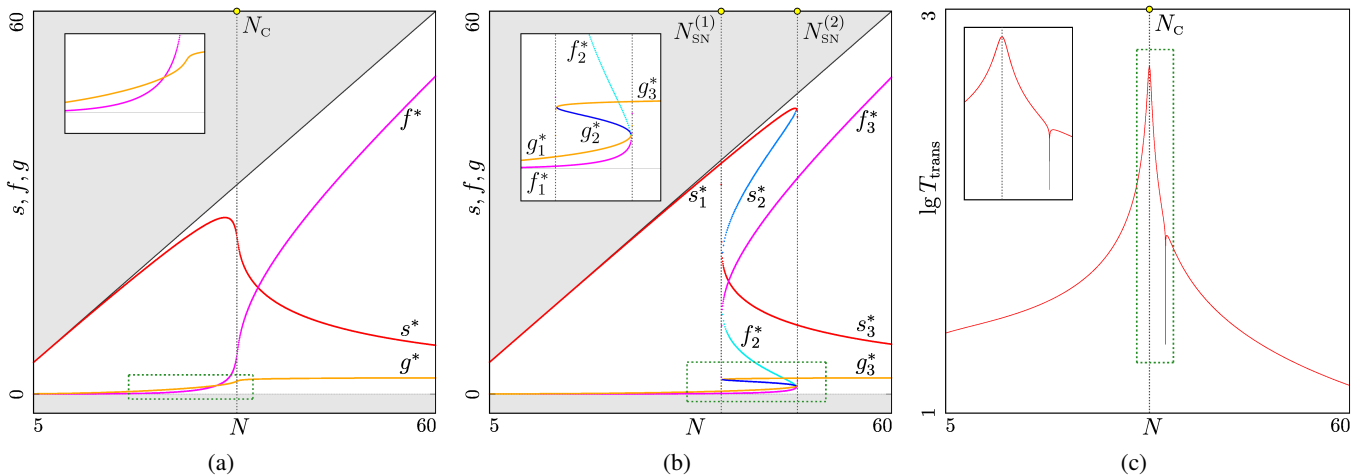 60
N_C
s, f, g
f*
s*
g*
0
5
N
60
(a)
60
N_SN^(1)
N_SN^(2)
f_2^*
g_3^*
g_2^*
g_1^*
f_1^*
s, f, g
s_1^*
s_2^*
f_3^*
f_2^*
s_3^*
g_3^*
0
5
N
60
(b)
3
N_C
lg T_trans
1
5
N
60
(c)